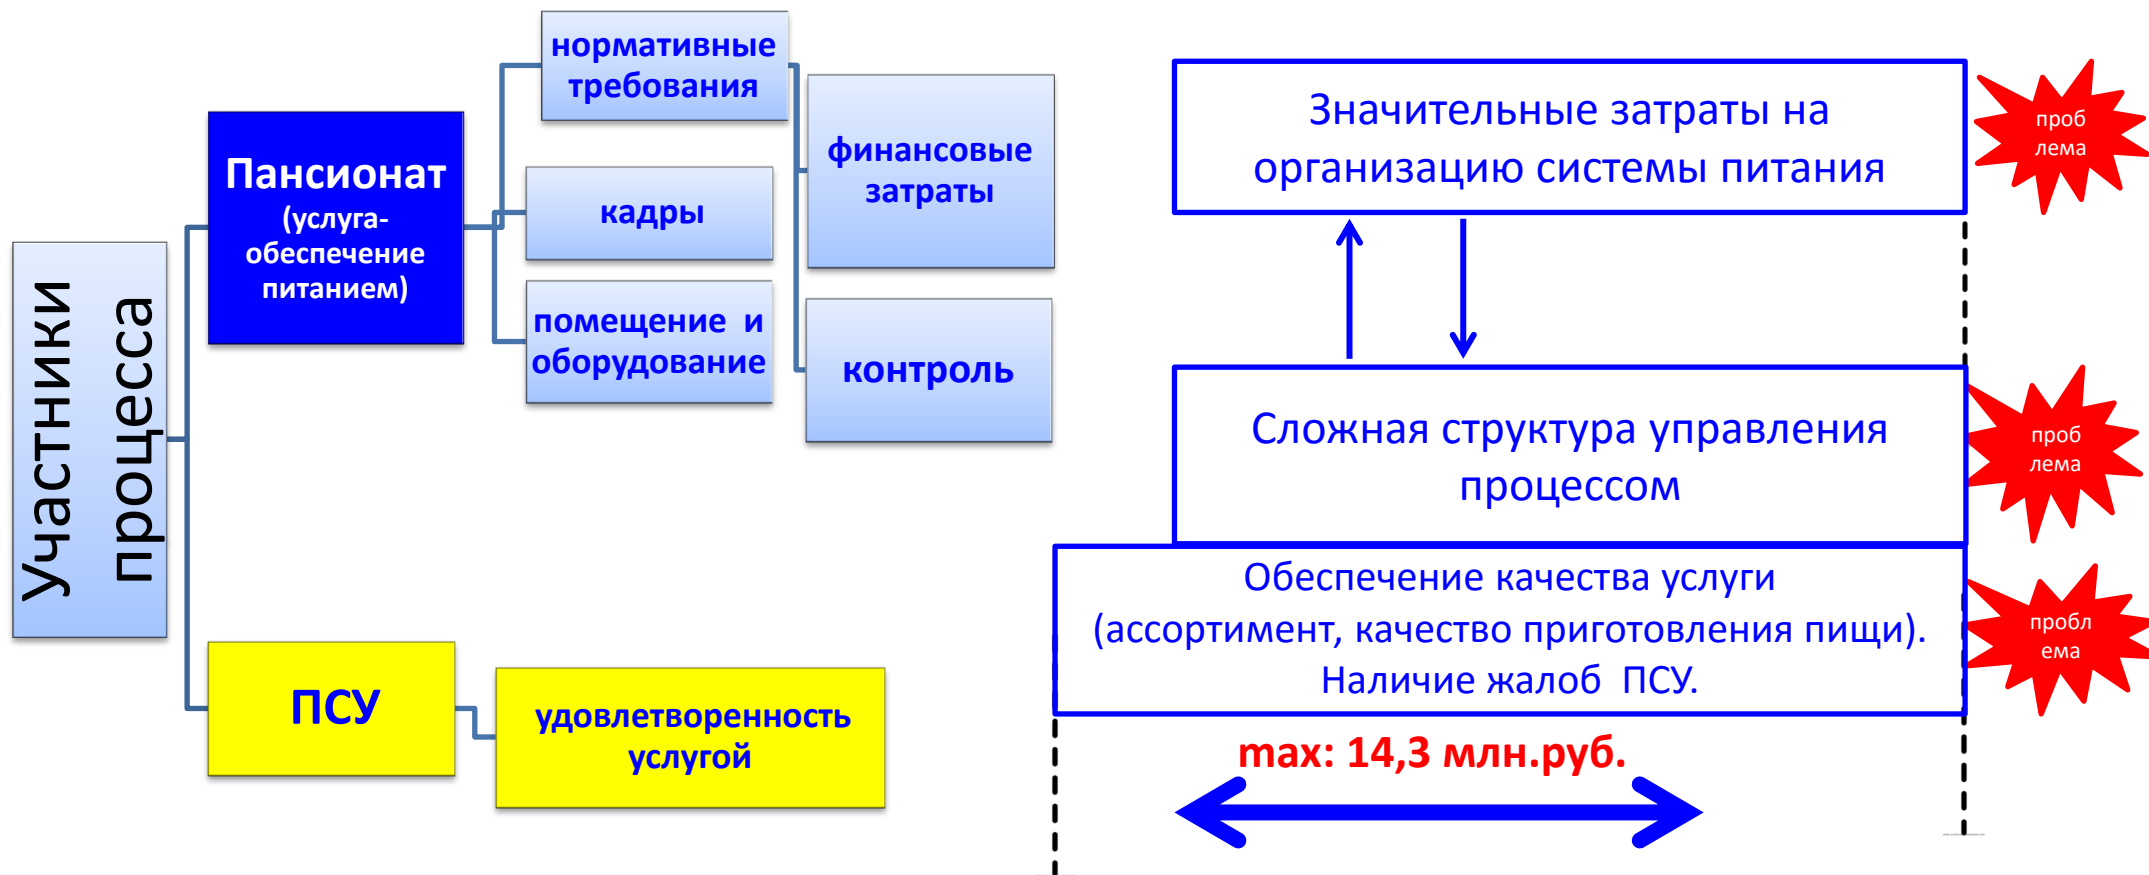 Участники
процесса
Пансионат
(услуга-
обеспечение
питанием)
нормативные
требования
кадры
помещение и
оборудование
финансовые
затраты
контроль
ПСУ
удовлетворенность
услугой
Значительные затраты на
организацию системы питания
проб
лема
Сложная структура управления
процессом
проб
лема
Обеспечение качества услуги
(ассортимент, качество приготовления пищи).
Наличие жалоб ПСУ.
пробл
ема
max: 14,3 млн.руб.